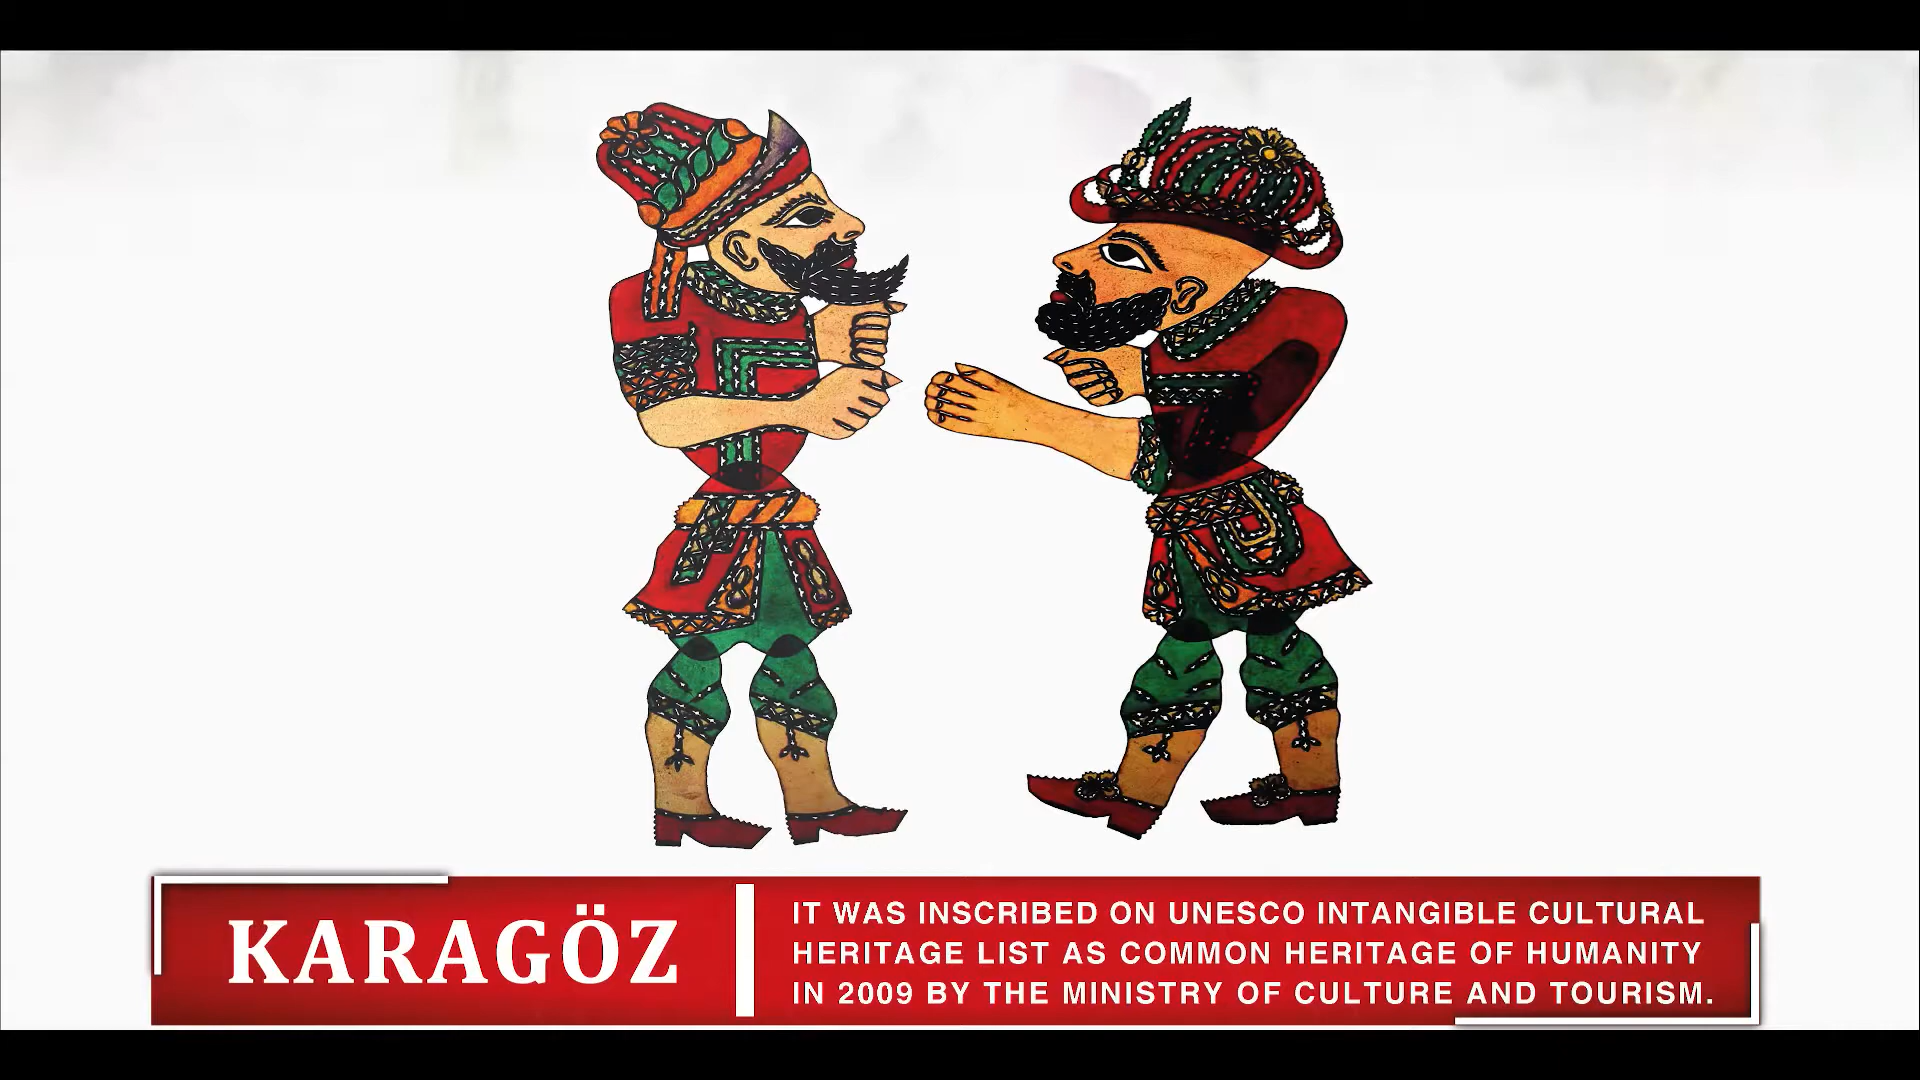 KARAGÖZ
IT WAS INSCRIBED ON UNESCO INTANGIBLE CULTURAL
HERITAGE LIST AS COMMON HERITAGE OF HUMANITY
IN 2009 BY THE MINISTRY OF CULTURE AND TOURISM.